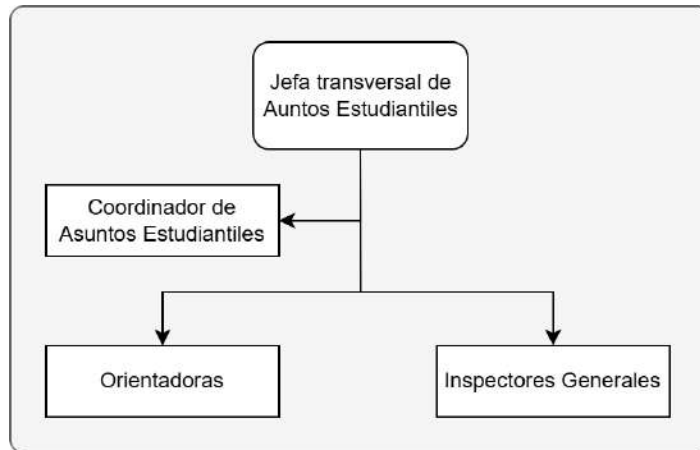 Jefa transversal de
Auntos Estudiantiles
Coordinador de
Asuntos Estudiantiles
Orientadoras
Inspectores Generales